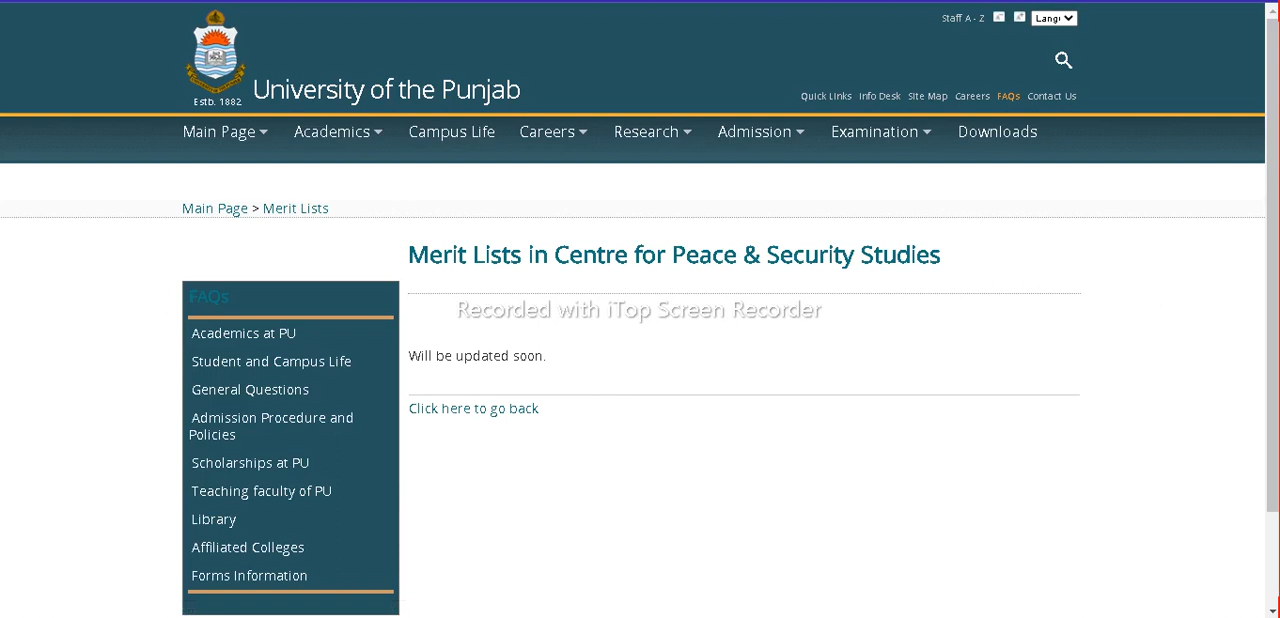 Staff A - Z
Langu
Estb. 1882
University of the Punjab
Quick Links Info Desk Site Map Careers FAQs Contact Us
Main Page Academics Campus Life Careers Research Admission Examination Downloads
Main Page > Merit Lists
Merit Lists in Centre for Peace & Security Studies
Recorded with iTop Screen Recorder
Will be updated soon.
Click here to go back
FAQs
Academics at PU
Student and Campus Life
General Questions
Admission Procedure and
Policies
Scholarships at PU
Teaching faculty of PU
Library
Affiliated Colleges
Forms Information